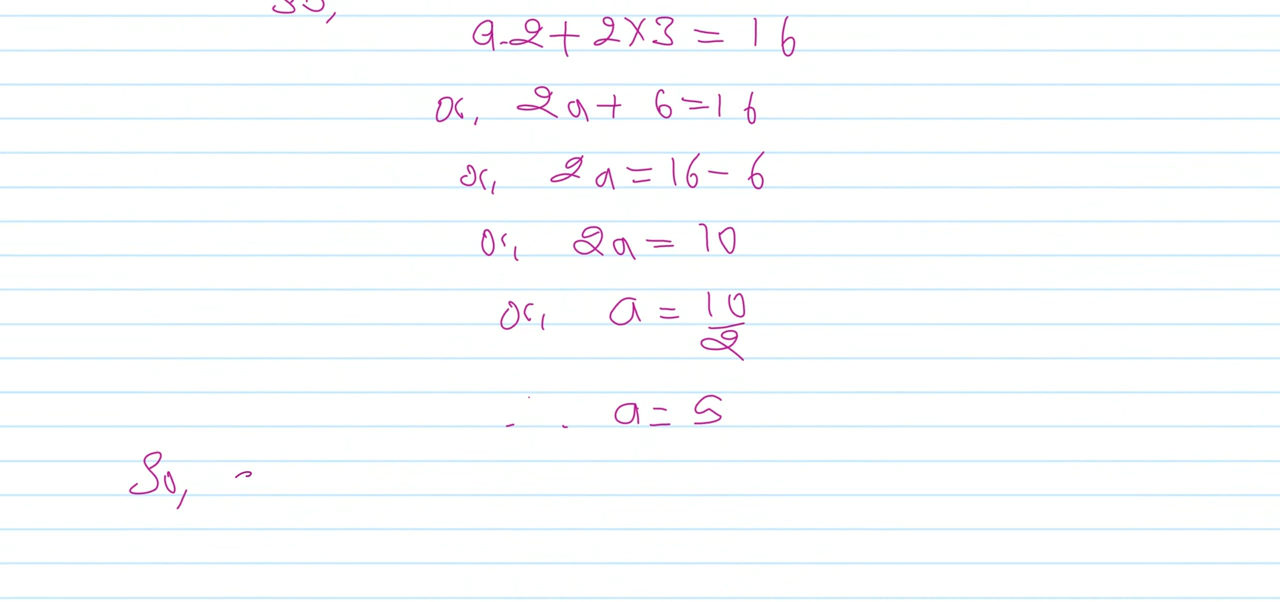 So,
a.2+2×3=16
or, 2a+6=16
or, 2a=16-6
or, 2a=10
or, a=10/2
∴ a=5
So,